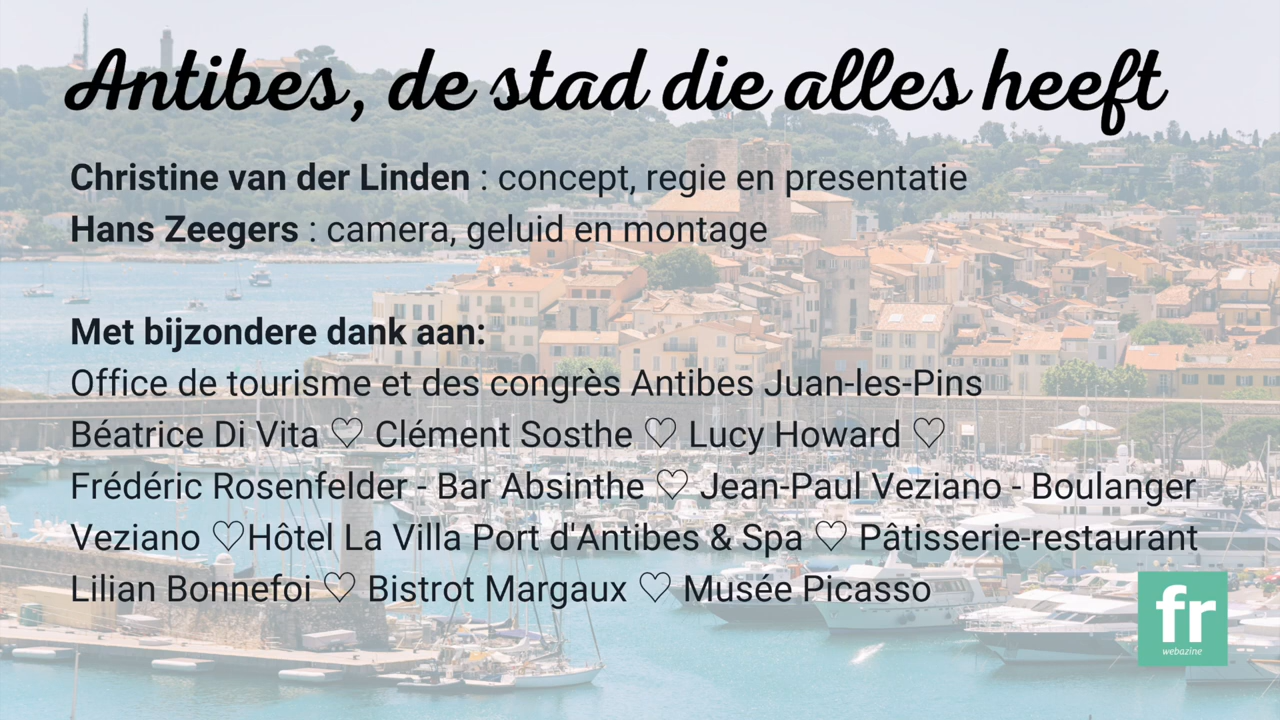 Antibes, de stad die alles heeft
Christine van der Linden : concept, regie en presentatie
Hans Zeegers : camera, geluid en montage
Met bijzondere dank aan:
Office de tourisme et des congrès Antibes Juan-les-Pins
Béatrice Di Vita ♡ Clément Sosthe ♡ Lucy Howard ♡
Frédéric Rosenfelder - Bar Absinthe ♡ Jean-Paul Veziano - Boulanger
Veziano ♡Hôtel La Villa Port d'Antibes & Spa ♡ Pâtisserie-restaurant
Lilian Bonnefoi ♡ Bistrot Margaux ♡ Musée Picasso
fr
webazine